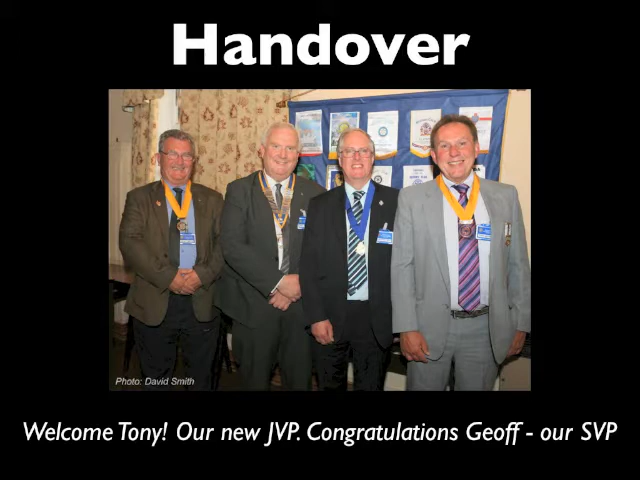 Handover
Photo: David Smith
Welcome Tony! Our new JVP. Congratulations Geoff - our SVP